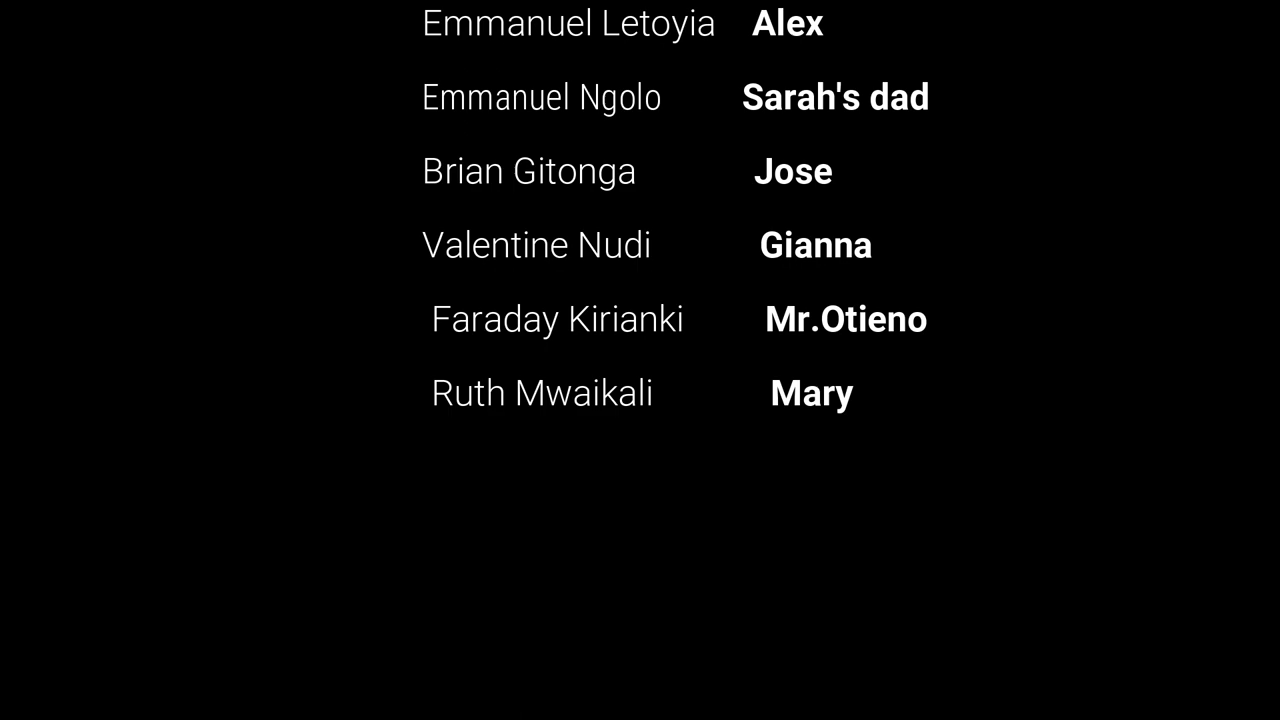 Emmanuel Letoyia Alex
Emmanuel Ngolo Sarah's dad
Brian Gitonga Jose
Valentine Nudi Gianna
Faraday Kirianki Mr.Otieno
Ruth Mwaikali Mary